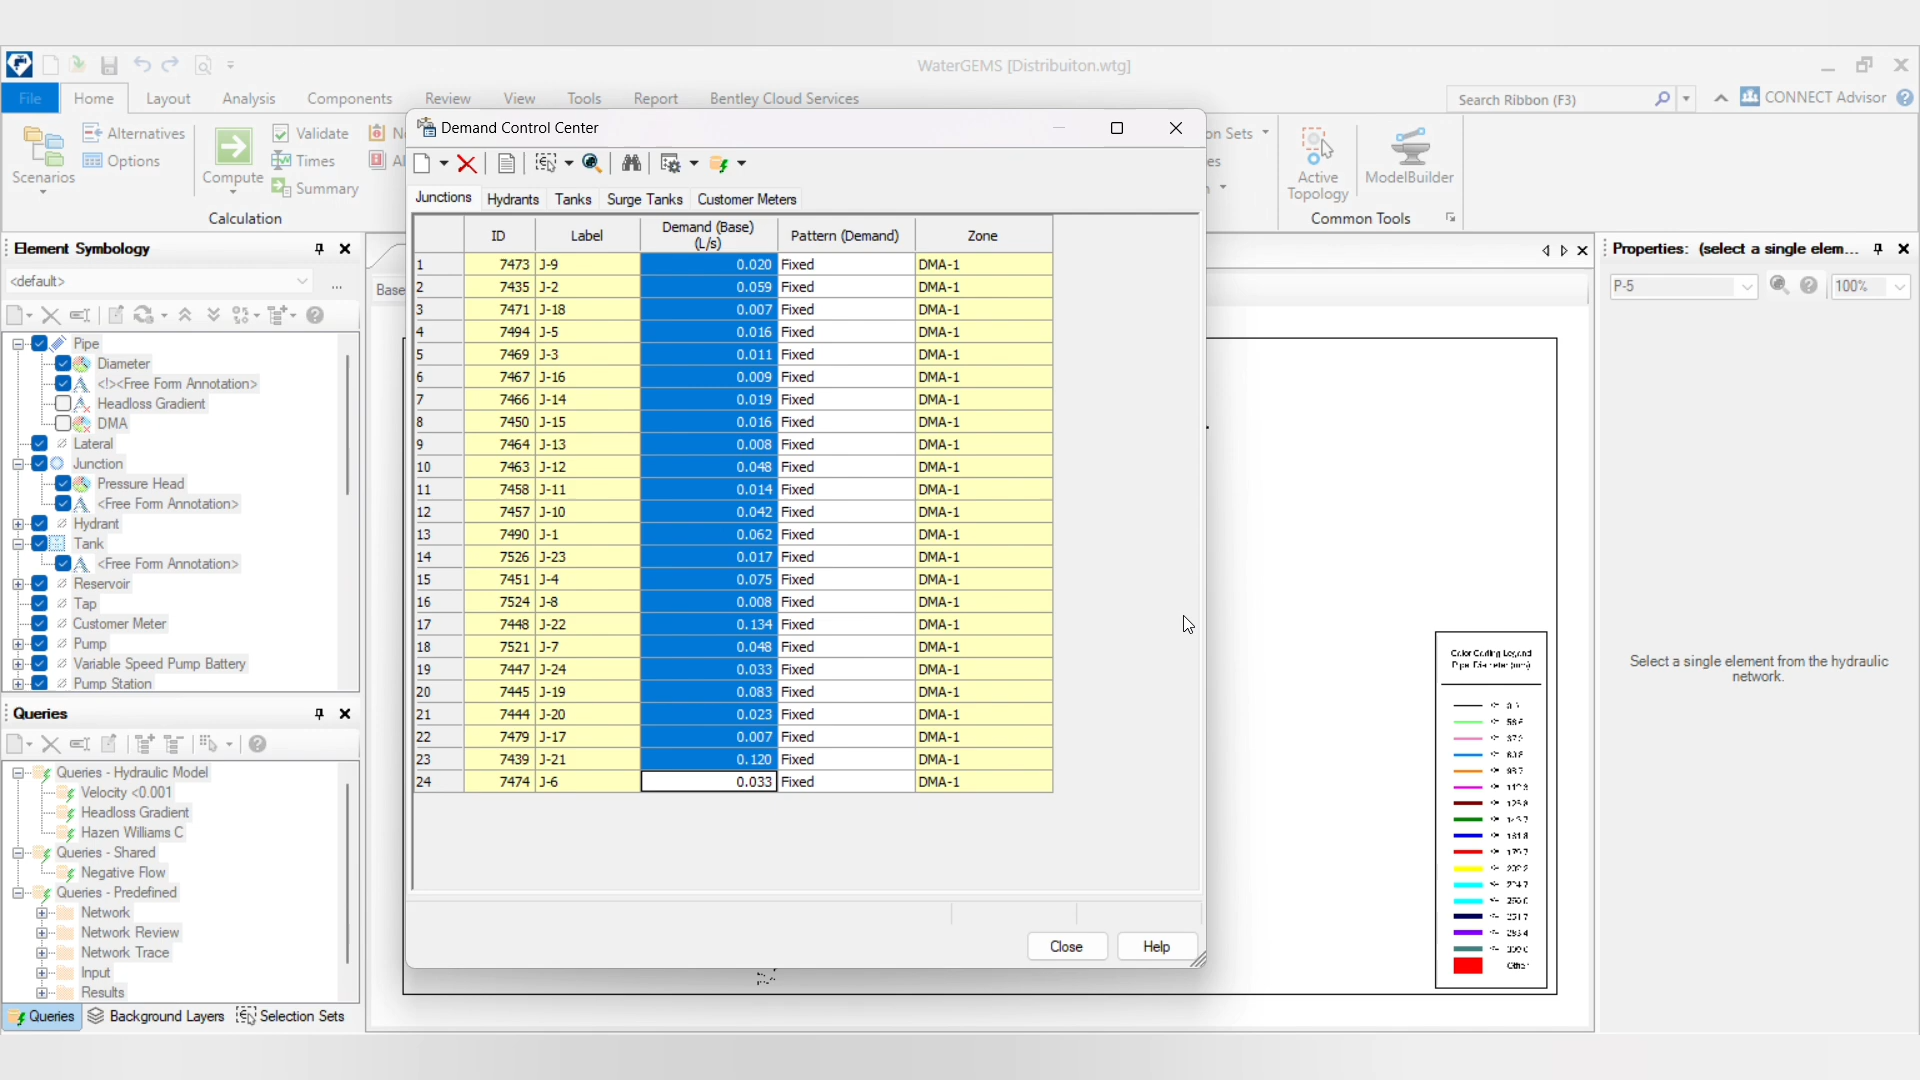 WaterGEMS [Distribuiton.wtg]
File Home Layout Analysis Components Review View Tools Report Bentley Cloud Services
Search Ribbon (F3) CONNECT Advisor
Scenarios Alternatives Options
Compute Validate Times Summary
Calculation
Active Topology
ModelBuilder
Common Tools
Element Symbology
<default>
...
Pipe
Diameter
<!><Free Form Annotation>
Headloss Gradient
DMA
Lateral
Junction
Pressure Head
<Free Form Annotation>
Hydrant
Tank
<Free Form Annotation>
Reservoir
Tap
Customer Meter
Pump
Variable Speed Pump Battery
Pump Station
Queries
Queries - Hydraulic Model
Velocity <0.001
Headloss Gradient
Hazen Williams C
Queries - Shared
Negative Flow
Queries - Predefined
Network
Network Review
Network Trace
Input
Results
Queries Background Layers Selection Sets
Base
Demand Control Center
Junctions Hydrants Tanks Surge Tanks Customer Meters
ID Label Demand (Base) (L/s) Pattern (Demand) Zone
1 7473 J-9 0.020 Fixed DMA-1
2 7435 J-2 0.059 Fixed DMA-1
3 7471 J-18 0.007 Fixed DMA-1
4 7494 J-5 0.016 Fixed DMA-1
5 7469 J-3 0.011 Fixed DMA-1
6 7467 J-16 0.009 Fixed DMA-1
7 7466 J-14 0.019 Fixed DMA-1
8 7450 J-15 0.016 Fixed DMA-1
9 7464 J-13 0.008 Fixed DMA-1
10 7463 J-12 0.048 Fixed DMA-1
11 7458 J-11 0.014 Fixed DMA-1
12 7457 J-10 0.042 Fixed DMA-1
13 7490 J-1 0.062 Fixed DMA-1
14 7526 J-23 0.017 Fixed DMA-1
15 7451 J-4 0.075 Fixed DMA-1
16 7524 J-8 0.008 Fixed DMA-1
17 7448 J-22 0.134 Fixed DMA-1
18 7521 J-7 0.048 Fixed DMA-1
19 7447 J-24 0.033 Fixed DMA-1
20 7445 J-19 0.083 Fixed DMA-1
21 7444 J-20 0.023 Fixed DMA-1
22 7479 J-17 0.007 Fixed DMA-1
23 7439 J-21 0.120 Fixed DMA-1
24 7474 J-6 0.033 Fixed DMA-1
Close Help
Color Coding Legend
Pipe Diameter (mm)
Other
Properties: (select a single elem...
P-5 100%
Select a single element from the hydraulic
network.